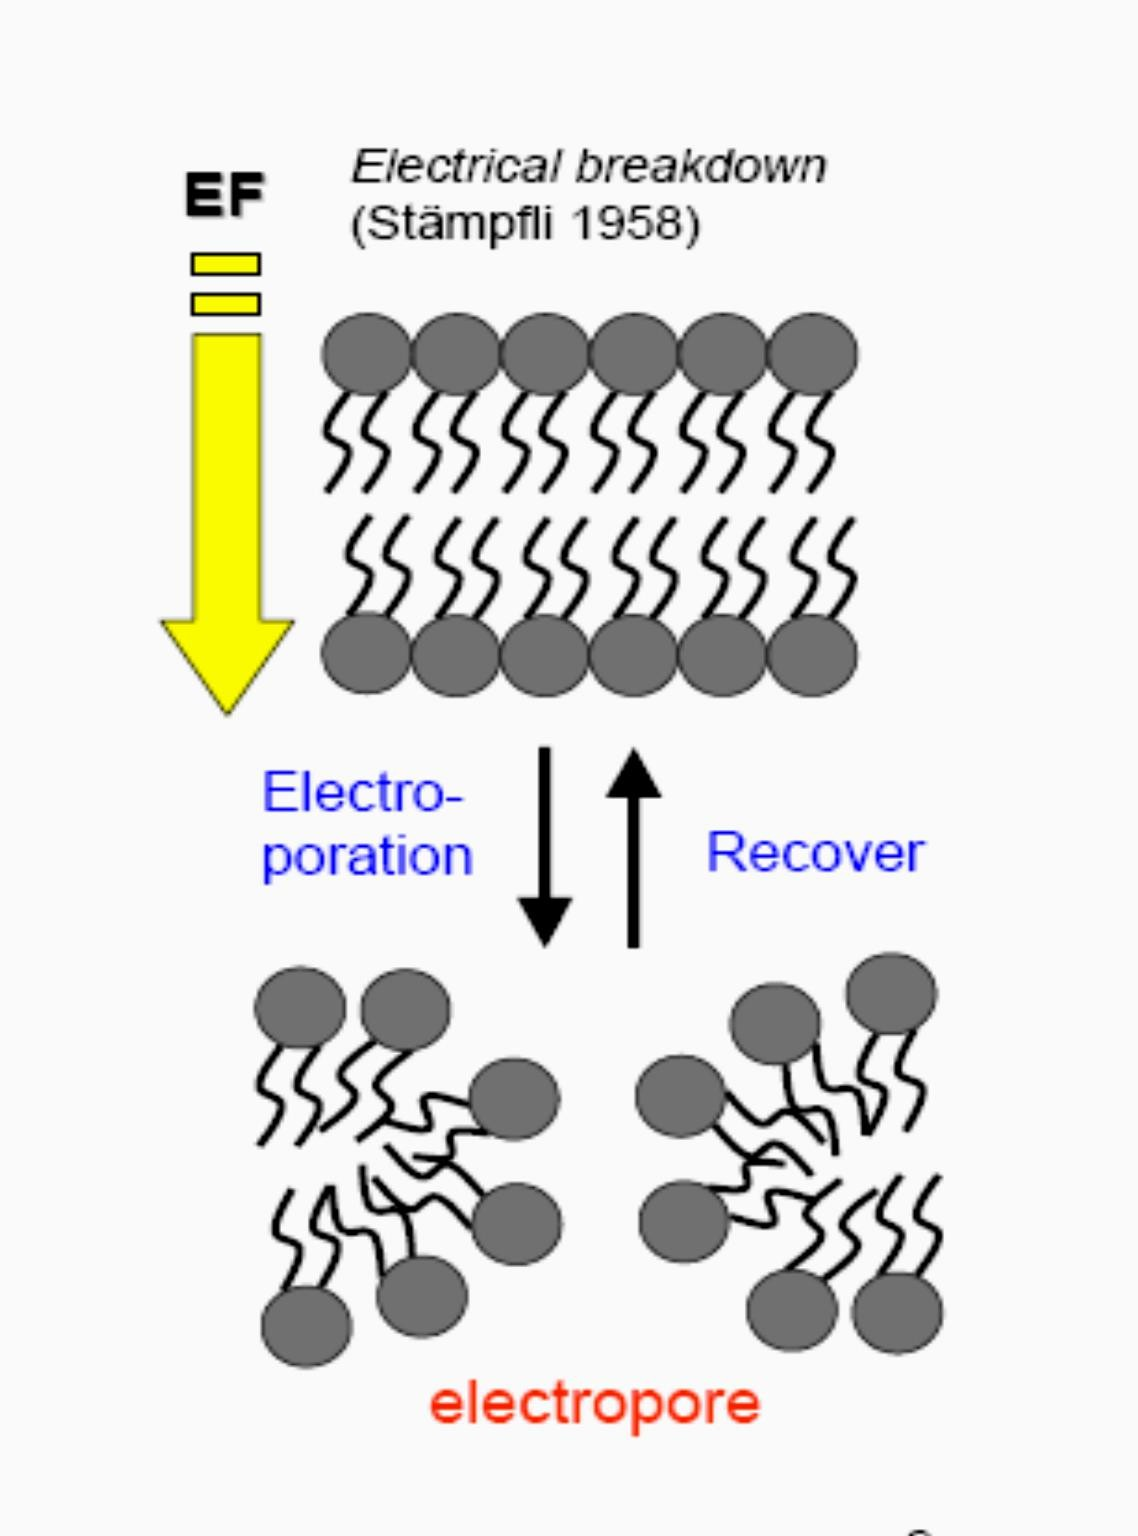 EF
Electrical breakdown
(Stämpfli 1958)
Electro-
poration
Recover
electropore